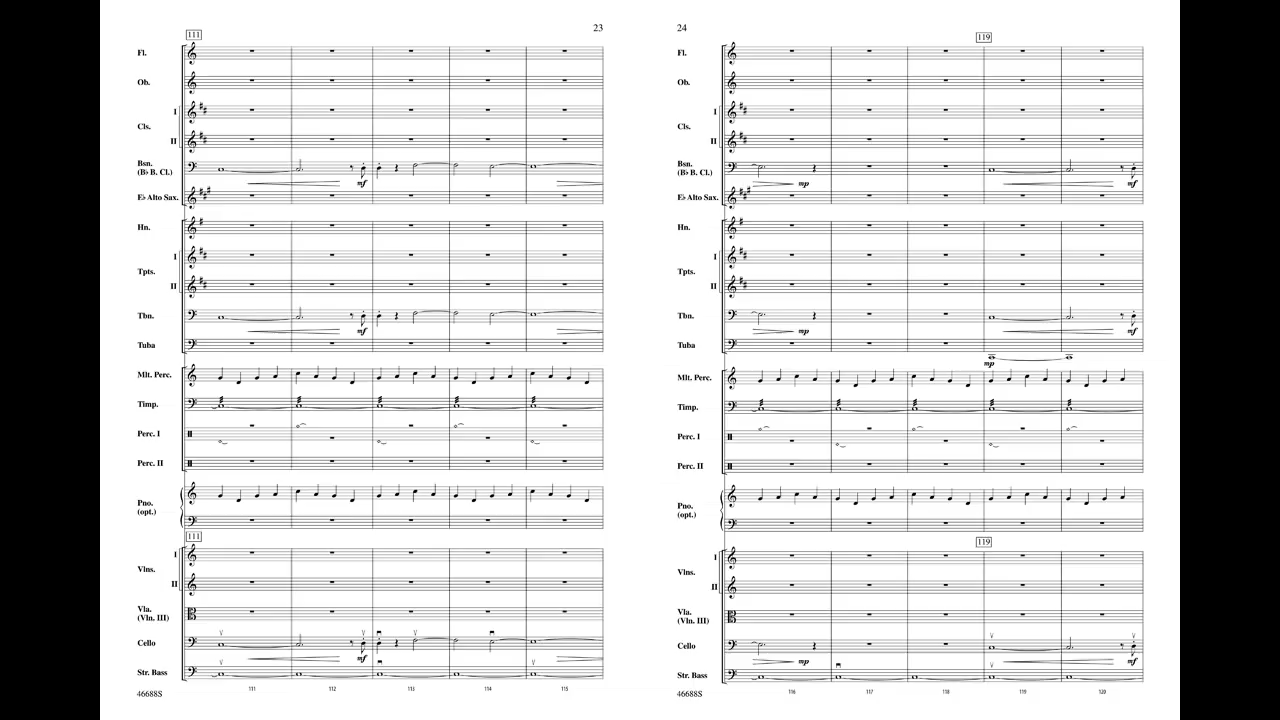 23
111
Fl.
Ob.
I
Cls.
II
Bsn.
(B♭ B. Cl.)
mf
E♭ Alto Sax.
Hn.
I
Tpts.
II
Tbn.
mf
Tuba
Mlt. Perc.
Timp.
Perc. I
Perc. II
Pno.
(opt.)
111
I
Vlns.
II
Vla.
(Vln. III)
Cello
mf
Str. Bass
46688S
111 112 113 114 115
24
119
Fl.
Ob.
I
Cls.
II
Bsn.
(B♭ B. Cl.)
mp mf
E♭ Alto Sax.
Hn.
I
Tpts.
II
Tbn.
mp mf
Tuba
mp
Mlt. Perc.
Timp.
Perc. I
Perc. II
Pno.
(opt.)
119
I
Vlns.
II
Vla.
(Vln. III)
Cello
mp mf
Str. Bass
46688S
116 117 118 119 120